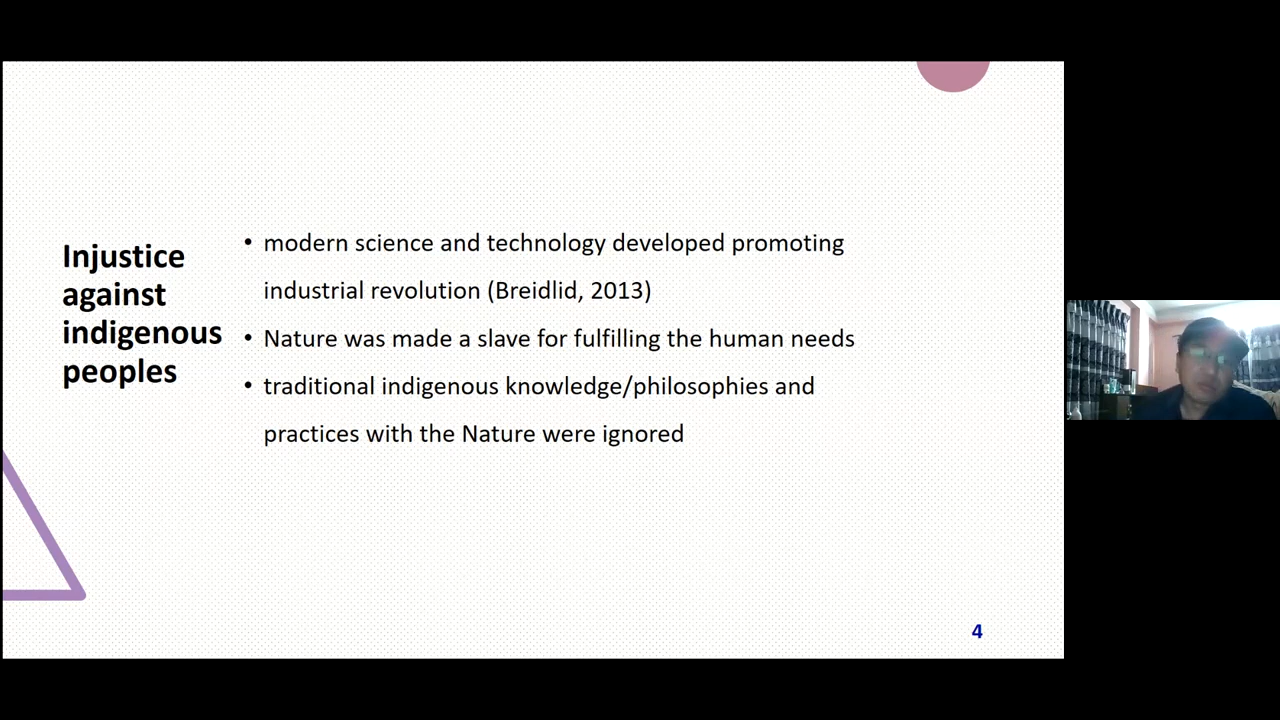 Injustice
against
indigenous
peoples
• modern science and technology developed promoting
industrial revolution (Breidlid, 2013)
• Nature was made a slave for fulfilling the human needs
• traditional indigenous knowledge/philosophies and
practices with the Nature were ignored
4